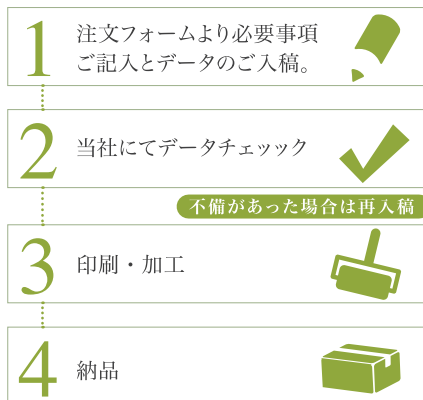 1
注文フォームより必要事項
ご記入とデータのご入稿。
2
当社にてデータチェッック
不備があった場合は再入稿
3
印刷・加工
4
納品